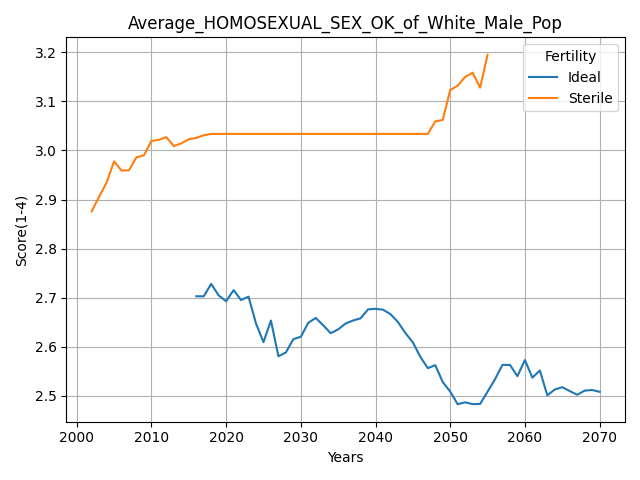 Average_HOMOSEXUAL_SEX_OK_of_White_Male_Pop
Fertility
Ideal
Sterile
Score(1-4)
3.2
3.1
3.0
2.9
2.8
2.7
2.6
2.5
2000 2010 2020 2030 2040 2050 2060 2070
Years